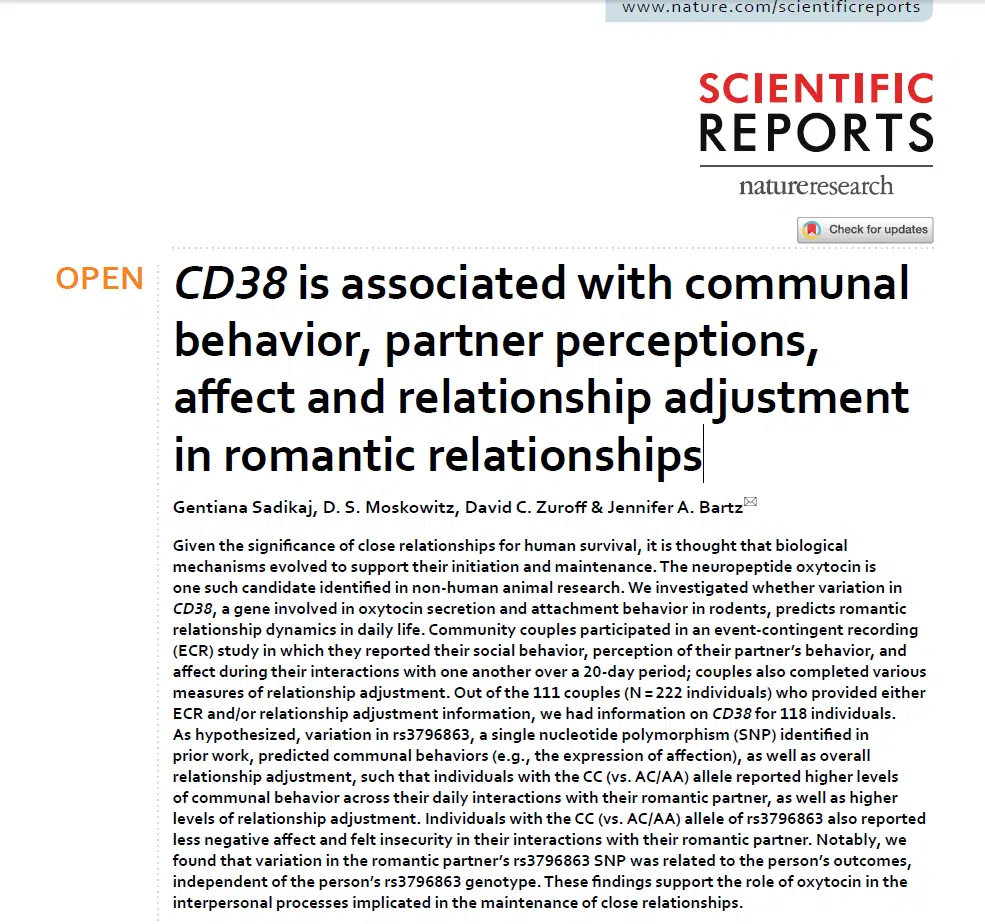 www.nature.com/scientificreports
SCIENTIFIC
REPORTS
natureresearch
Check for updates
OPEN
CD38 is associated with communal
behavior, partner perceptions,
affect and relationship adjustment
in romantic relationships
Gentiana Sadikaj, D. S. Moskowitz, David C. Zuroff & Jennifer A. Bartz
Given the significance of close relationships for human survival, it is thought that biological
mechanisms evolved to support their initiation and maintenance. The neuropeptide oxytocin is
one such candidate identified in non-human animal research. We investigated whether variation in
CD38, a gene involved in oxytocin secretion and attachment behavior in rodents, predicts romantic
relationship dynamics in daily life. Community couples participated in an event-contingent recording
(ECR) study in which they reported their social behavior, perception of their partner's behavior, and
affect during their interactions with one another over a 20-day period; couples also completed various
measures of relationship adjustment. Out of the 111 couples (N = 222 individuals) who provided either
ECR and/or relationship adjustment information, we had information on CD38 for 118 individuals.
As hypothesized, variation in rs3796863, a single nucleotide polymorphism (SNP) identified in
prior work, predicted communal behaviors (e.g., the expression of affection), as well as overall
relationship adjustment, such that individuals with the CC (vs. AC/AA) allele reported higher levels
of communal behavior across their daily interactions with their romantic partner, as well as higher
levels of relationship adjustment. Individuals with the CC (vs. AC/AA) allele of rs3796863 also reported
less negative affect and felt insecurity in their interactions with their romantic partner. Notably, we
found that variation in the romantic partner's rs3796863 SNP was related to the person's outcomes,
independent of the person's rs3796863 genotype. These findings support the role of oxytocin in the
interpersonal processes implicated in the maintenance of close relationships.